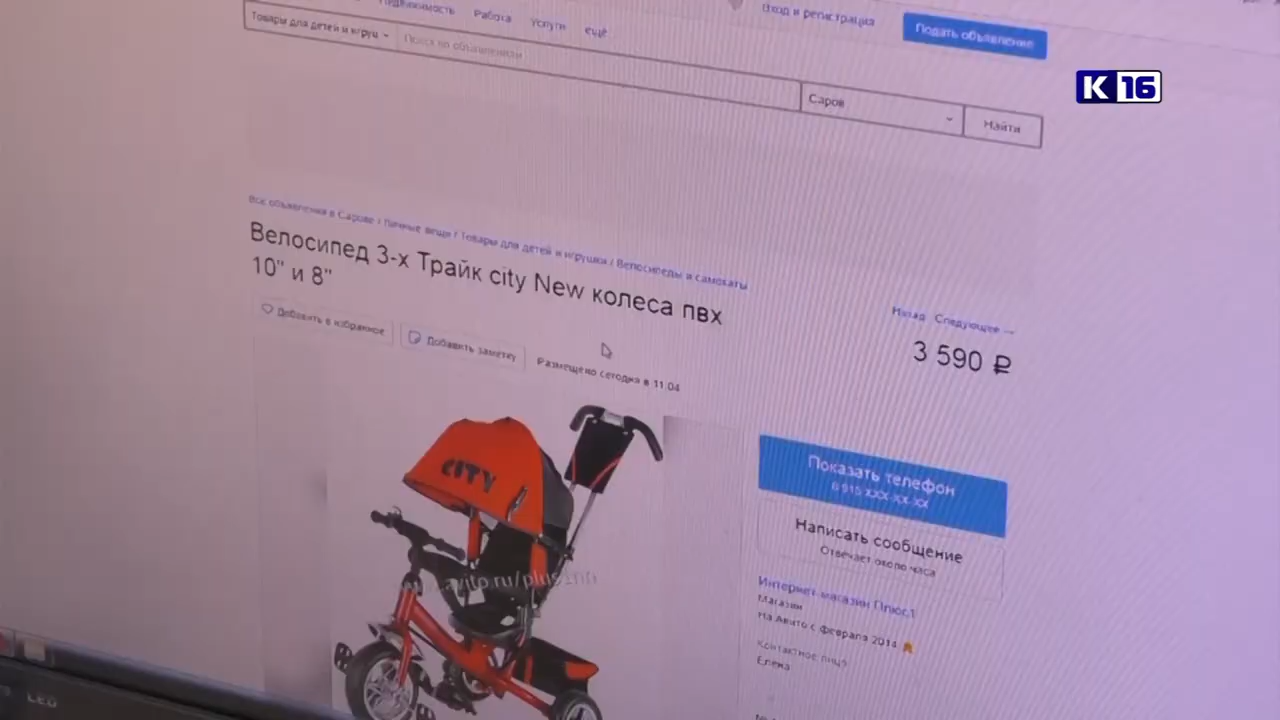 Недвижимость Работа Услуги ещё
Вход и регистрация
Подать объявление
Товары для детей и игруш
Поиск по объявлениям
Саров
Найти
K 16
Все объявления в Сарове / Личные вещи / Товары для детей и игрушки / Велосипеды и самокаты
Велосипед 3-х Трайк city New колеса пвх
10" и 8"
Назад Следующее →
3 590 ₽
Добавить в избранное
Добавить заметку
Размещено сегодня в 11:04
CITY
Показать телефон
8 915 XXX-XX-XX
Написать сообщение
Отвечает около часа
Интернет-магазин Плюс1
Магазин
На Авито с февраля 2014
Контактное лицо
Елена
LED